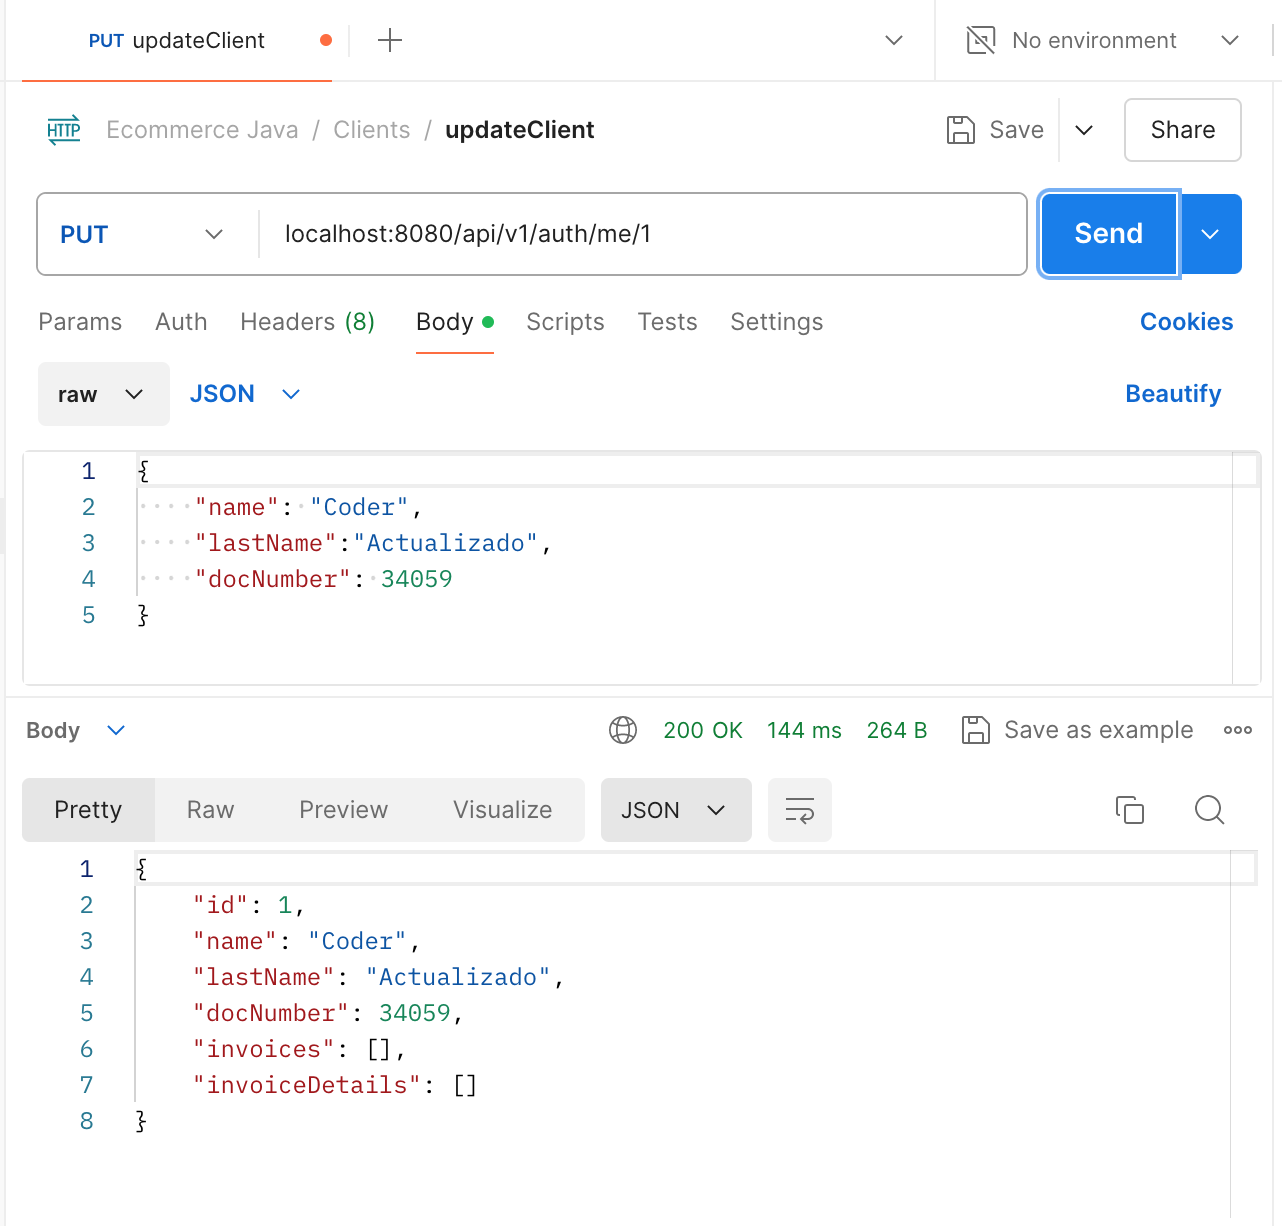 PUT updateClient
No environment
HTTP Ecommerce Java / Clients / updateClient
Save
Share
PUT
localhost:8080/api/v1/auth/me/1
Send
Params Auth Headers (8) Body Scripts Tests Settings Cookies
raw JSON Beautify
1 {
2 ····"name":·"Coder",
3 ····"lastName":"Actualizado",
4 ····"docNumber":·34059
5 }
Body 200 OK 144 ms 264 B Save as example
Pretty Raw Preview Visualize JSON
1 {
2     "id": 1,
3     "name": "Coder",
4     "lastName": "Actualizado",
5     "docNumber": 34059,
6     "invoices": [],
7     "invoiceDetails": []
8 }